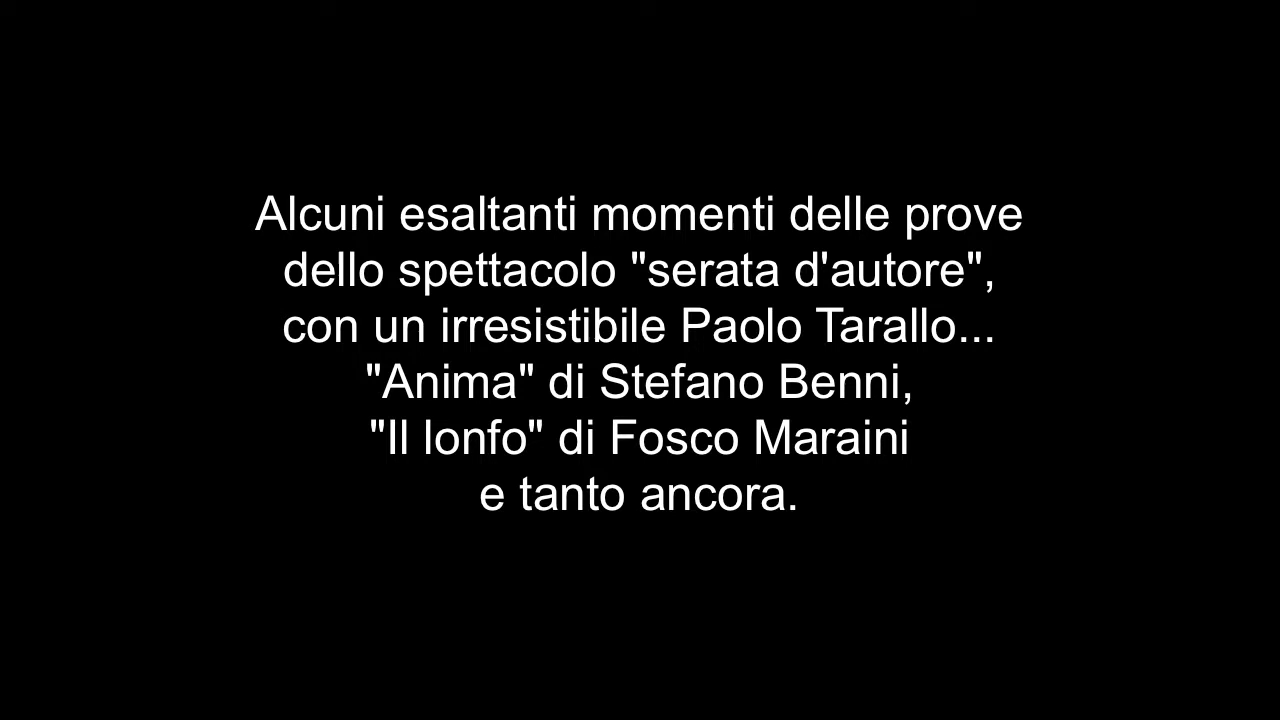 Alcuni esaltanti momenti delle prove
dello spettacolo "serata d'autore",
con un irresistibile Paolo Tarallo...
"Anima" di Stefano Benni,
"Il lonfo" di Fosco Maraini
e tanto ancora.